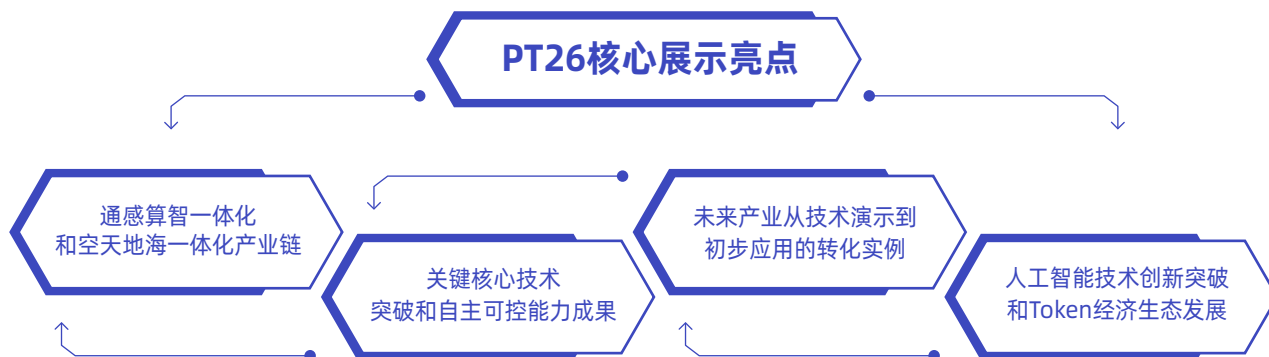 PT26核心展示亮点
通感算智一体化
和空天地海一体化产业链
关键核心技术
突破和自主可控能力成果
未来产业从技术演示到
初步应用的转化实例
人工智能技术创新突破
和Token经济生态发展